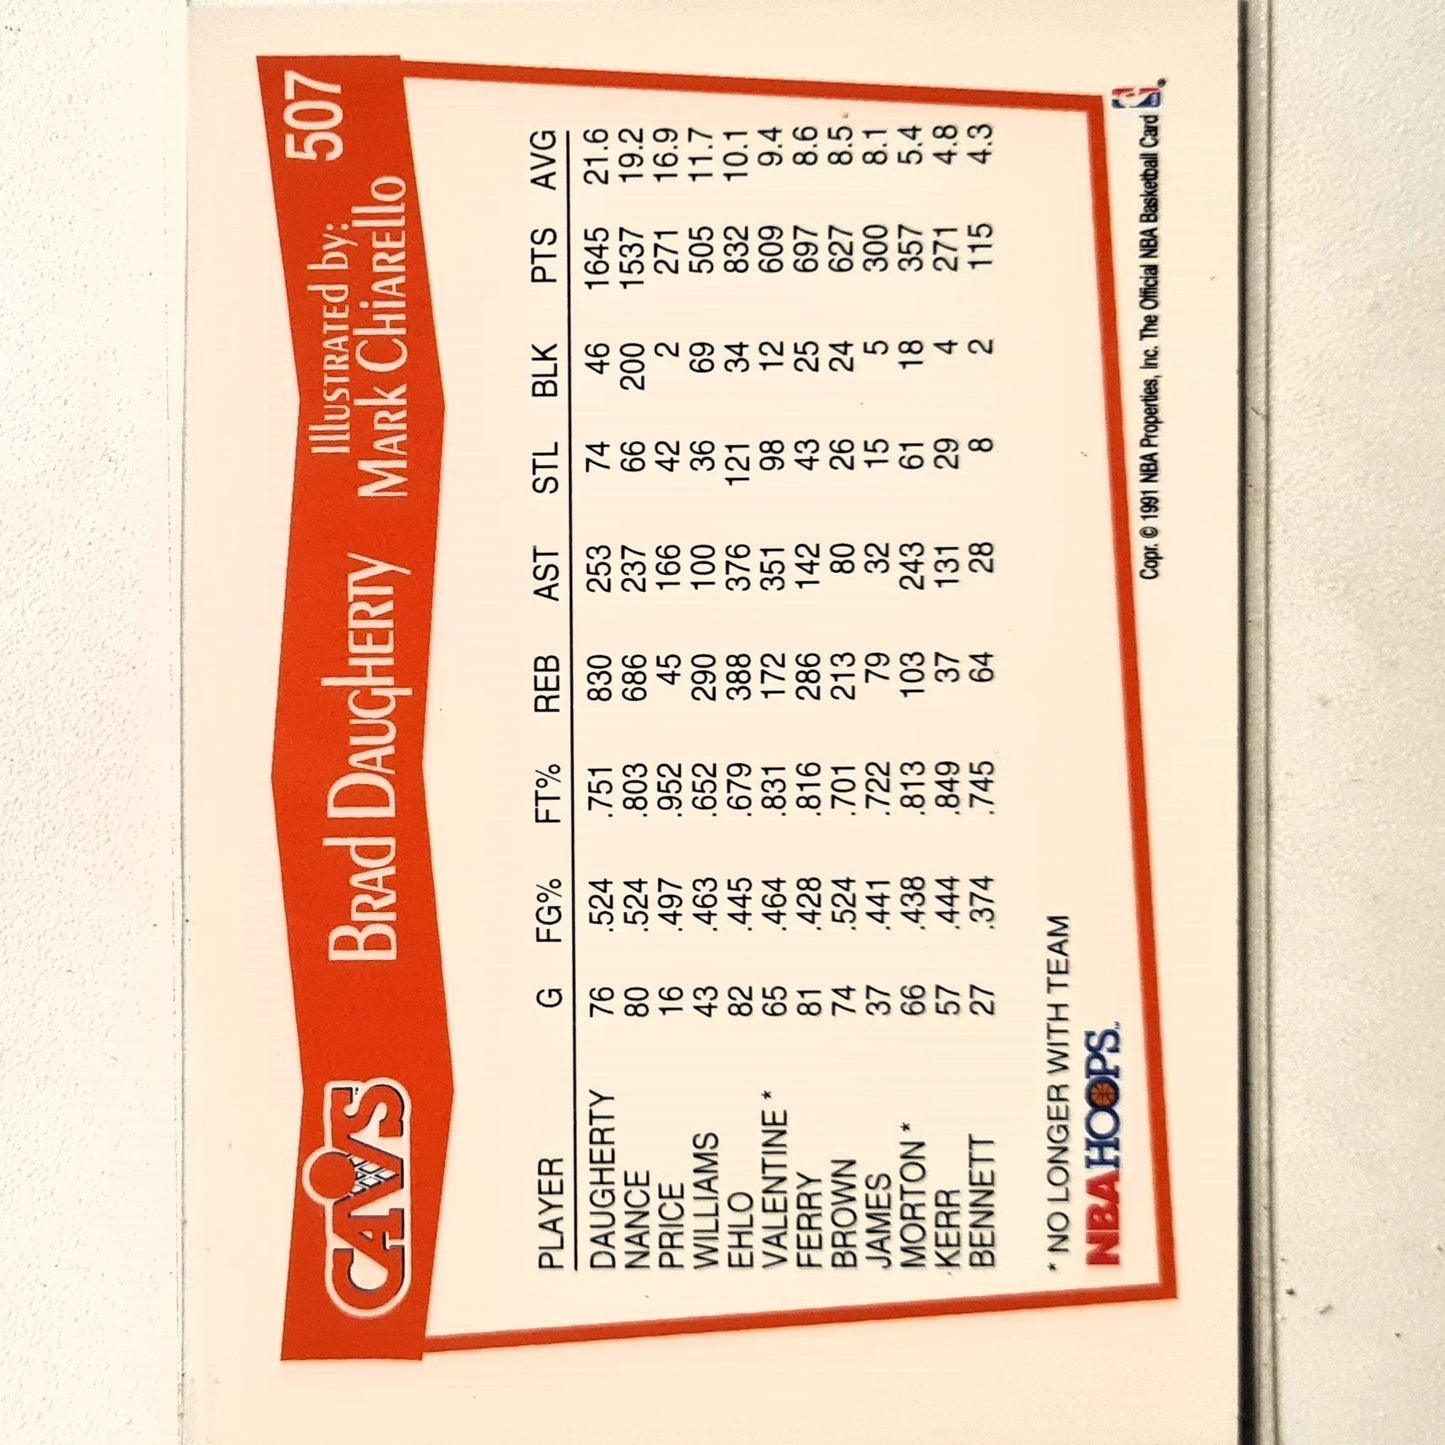 CAVS Brad Daugherty Illustrated by: Mark Chiarello 507
PLAYER G FG% FT% REB AST STL BLK PTS AVG
DAUGHERTY 76 .524 .751 830 253 74 46 1645 21.6
NANCE 80 .524 .803 686 237 66 200 1537 19.2
PRICE 16 .497 .952 45 166 42 2 271 16.9
WILLIAMS 43 .463 .652 290 100 36 69 505 11.7
EHLO 82 .445 .679 388 376 121 34 832 10.1
VALENTINE * 65 .464 .831 172 351 98 12 609 9.4
FERRY 81 .428 .816 286 142 43 25 697 8.6
BROWN 74 .524 .701 213 80 26 24 627 8.5
JAMES 37 .441 .722 79 32 15 5 300 8.1
MORTON * 66 .438 .813 103 243 61 18 357 5.4
KERR 57 .444 .849 37 131 29 4 271 4.8
BENNETT 27 .374 .745 64 28 8 2 115 4.3
* NO LONGER WITH TEAM
NBA HOOPS™
Copr. © 1991 NBA Properties, Inc. The Official NBA Basketball Card